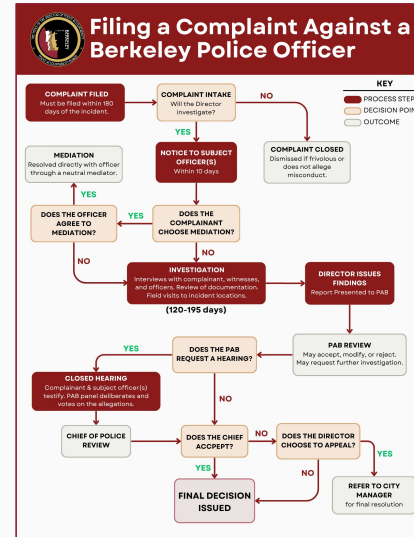 Filing a Complaint Against a
Berkeley Police Officer
KEY
PROCESS STEP
DECISION POIN
OUTCOME
COMPLAINT FILED
Must be filed within 180
days of the incident.
COMPLAINT INTAKE
Will the Director
investigate?
NO
YES
COMPLAINT CLOSED
Dismissed if frivolous or
does not allege
misconduct.
NOTICE TO SUBJECT
OFFICER(S)
Within 10 days
MEDIATION
Resolved directly with officer
through a neutral mediator.
YES
DOES THE OFFICER
AGREE TO
MEDIATION?
YES
DOES THE
COMPLAINANT
CHOOSE MEDIATION?
NO
NO
INVESTIGATION
Interviews with complainant, witnesses,
and officers. Review of documentation.
Field visits to incident locations.
(120-195 days)
DIRECTOR ISSUES
FINDINGS
Report Presented to PAB
PAB REVIEW
May accept, modify, or reject.
May request further investigation.
DOES THE PAB
REQUEST A HEARING?
YES
NO
CLOSED HEARING
Complainant & subject officer(s)
testify. PAB panel deliberates and
votes on the allegations.
CHIEF OF POLICE
REVIEW
DOES THE CHIEF
ACCPEPT?
NO
DOES THE DIRECTOR
CHOOSE TO APPEAL?
YES
YES
NO
FINAL DECISION
ISSUED
REFER TO CITY
MANAGER
for final resolution